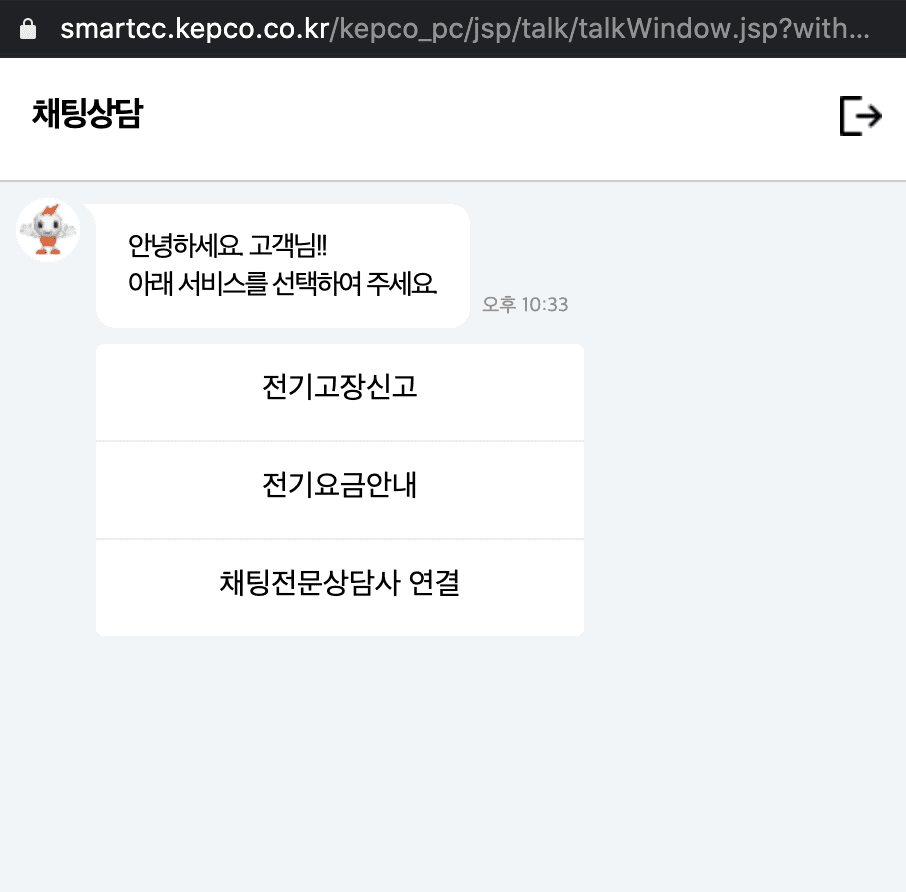 smartcc.kepco.co.kr/kepco_pc/jsp/talk/talkWindow.jsp?with...
채팅상담
안녕하세요. 고객님!!
아래 서비스를 선택하여 주세요.
오후 10:33
전기고장신고
전기요금안내
채팅전문상담사 연결